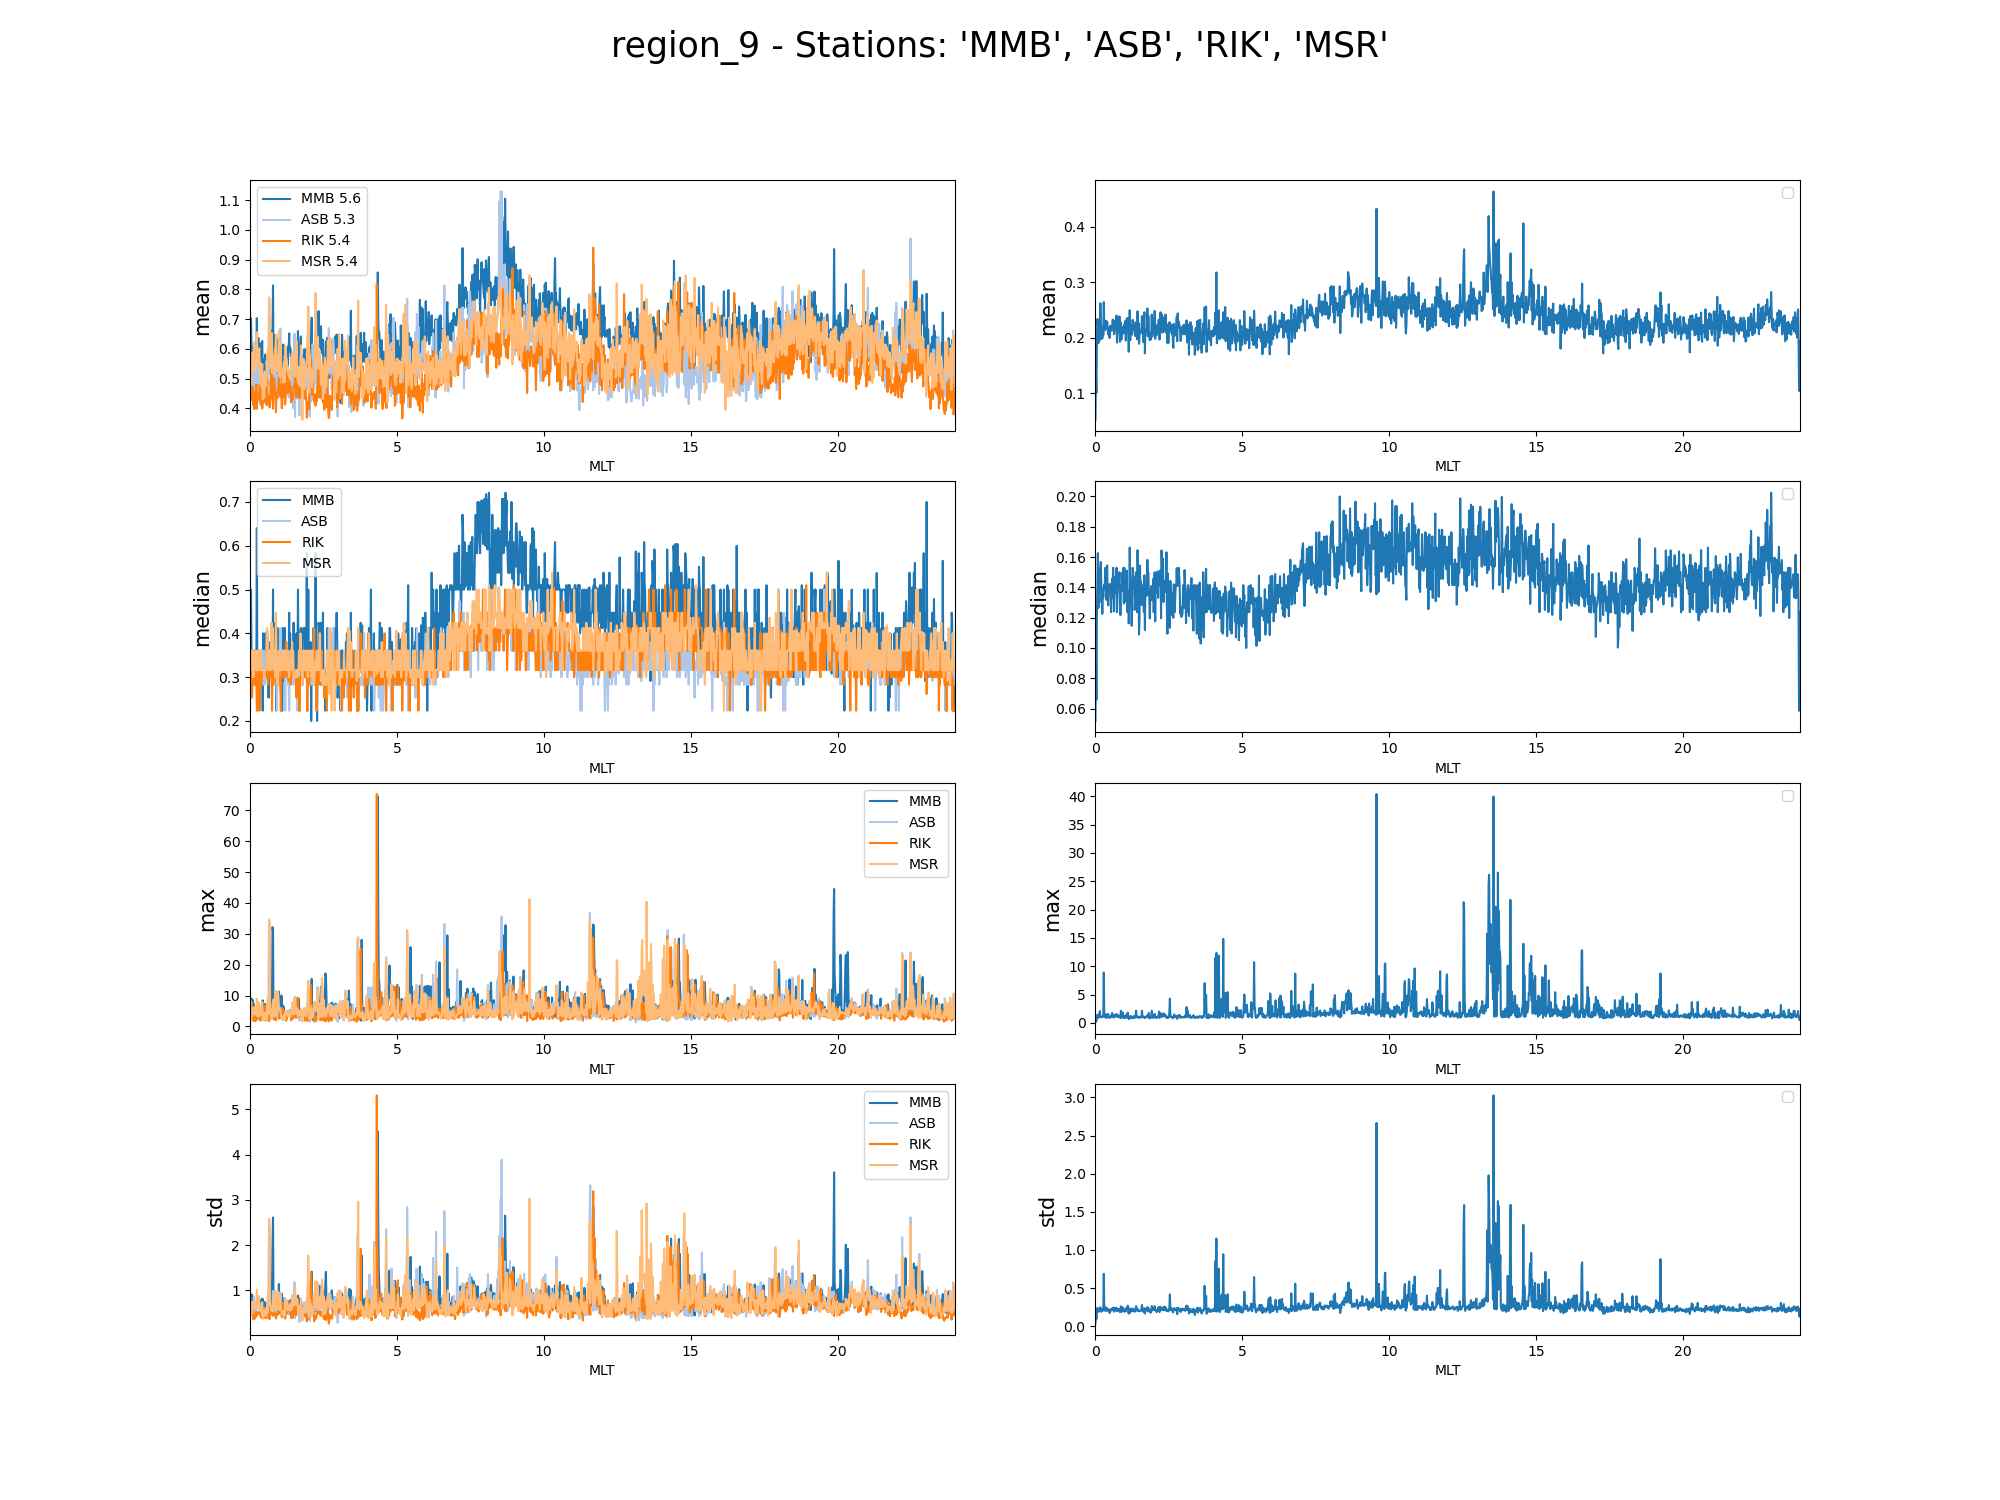 region_9 - Stations: 'MMB', 'ASB', 'RIK', 'MSR'
mean
1.1
1.0
0.9
0.8
0.7
0.6
0.5
0.4
MMB 5.6
ASB 5.3
RIK 5.4
MSR 5.4
0 5 10 15 20
MLT
mean
0.4
0.3
0.2
0.1
0 5 10 15 20
MLT
median
0.7
0.6
0.5
0.4
0.3
0.2
MMB
ASB
RIK
MSR
0 5 10 15 20
MLT
median
0.20
0.18
0.16
0.14
0.12
0.10
0.08
0.06
0 5 10 15 20
MLT
max
70
60
50
40
30
20
10
0
MMB
ASB
RIK
MSR
0 5 10 15 20
MLT
max
40
35
30
25
20
15
10
5
0
0 5 10 15 20
MLT
std
5
4
3
2
1
MMB
ASB
RIK
MSR
0 5 10 15 20
MLT
std
3.0
2.5
2.0
1.5
1.0
0.5
0.0
0 5 10 15 20
MLT